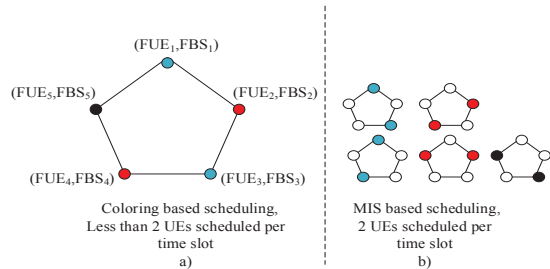 (FUE1,FBS1)
(FUE5,FBS5)
(FUE2,FBS2)
(FUE4,FBS4)
(FUE3,FBS3)
Coloring based scheduling,
Less than 2 UEs scheduled per
time slot
a)
MIS based scheduling,
2 UEs scheduled per
time slot
b)